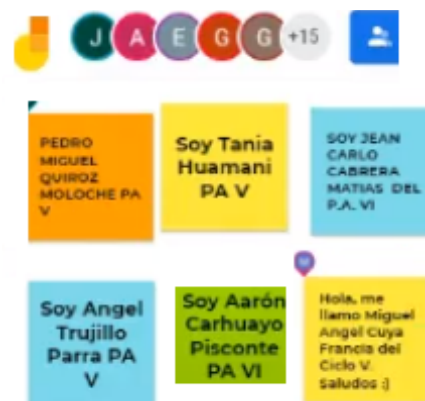 J A E G G +15
PEDRO
MIGUEL
QUIROZ
MOLOCHE PA
V
Soy Tania
Huamani
PA V
SOY JEAN
CARLO
CABRERA
MATIAS DEL
P.A. VI
Soy Angel
Trujillo
Parra PA
V
Soy Aarón
Carhuayo
Pisconte
PA VI
M
Hola, me
llamo Miguel
Angel Cuya
Francia del
Ciclo V.
Saludos :)